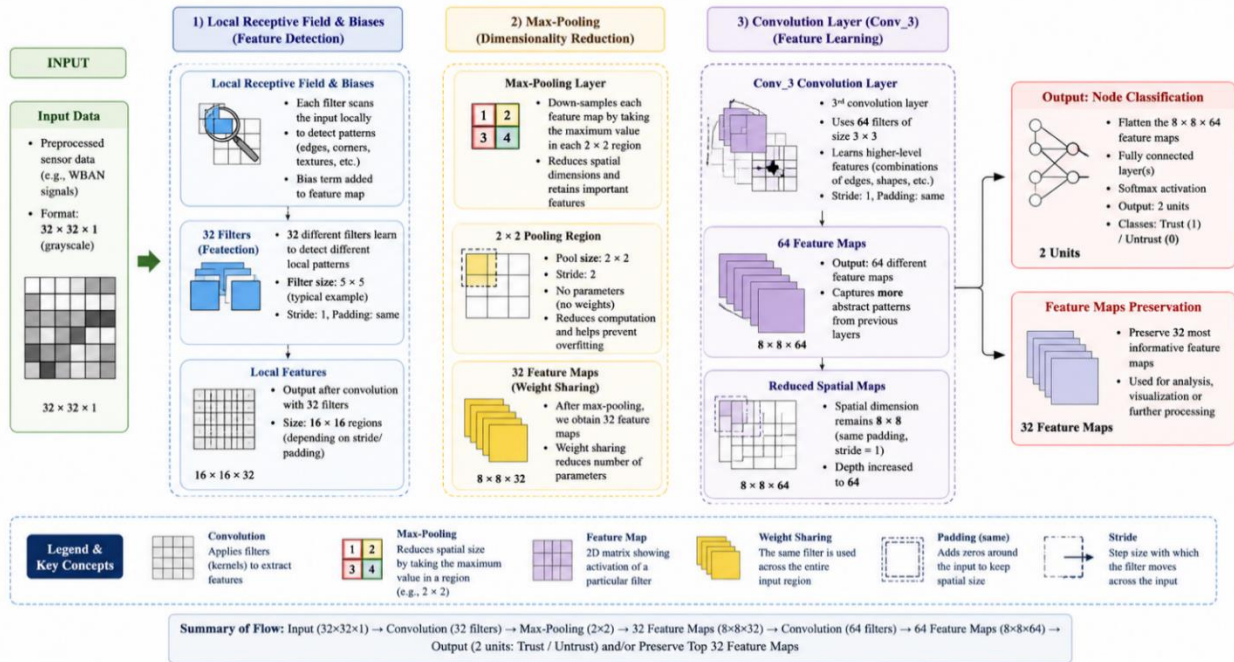 INPUT
Input Data
• Preprocessed
sensor data
(e.g., WBAN
signals)
• Format:
32 × 32 × 1
(grayscale)
32 × 32 × 1
1) Local Receptive Field & Biases
(Feature Detection)
Local Receptive Field & Biases
• Each filter scans
the input locally
• to detect patterns
(edges, corners,
textures, etc.)
• Bias term added
to feature map
32 Filters
(Featection)
• 32 different filters learn
to detect different
local patterns
• Filter size: 5 × 5
(typical example)
• Stride: 1, Padding: same
Local Features
• Output after convolution
with 32 filters
• Size: 16 × 16 regions
(depending on stride/
padding)
16 × 16 × 32
2) Max-Pooling
(Dimensionality Reduction)
Max-Pooling Layer
1 2
3 4
• Down-samples each
feature map by taking
the maximum value
in each 2 × 2 region
• Reduces spatial
dimensions and
retains important
features
2 × 2 Pooling Region
• Pool size: 2 × 2
• Stride: 2
• No parameters
(no weights)
• Reduces computation
and helps prevent
overfitting
32 Feature Maps
(Weight Sharing)
• After max-pooling,
we obtain 32 feature
maps
• Weight sharing
reduces number of
parameters
8 × 8 × 32
3) Convolution Layer (Conv_3)
(Feature Learning)
Conv_3 Convolution Layer
• 3rd convolution layer
• Uses 64 filters of
size 3 × 3
• Learns higher-level
features (combinations
of edges, shapes, etc.)
• Stride: 1, Padding: same
64 Feature Maps
• Output: 64 different
feature maps
• Captures more
abstract patterns
from previous
layers
8 × 8 × 64
Reduced Spatial Maps
• Spatial dimension
remains 8 × 8
(same padding,
stride = 1)
• Depth increased
to 64
8 × 8 × 64
Output: Node Classification
• Flatten the 8 × 8 × 64
feature maps
• Fully connected
layer(s)
• Softmax activation
• Output: 2 units
• Classes: Trust (1)
/ Untrust (0)
2 Units
Feature Maps Preservation
• Preserve 32 most
informative feature
maps
• Used for analysis,
visualization or
further processing
32 Feature Maps
Legend &
Key Concepts
Convolution
Applies filters
(kernels) to extract
features
1 2
3 4
Max-Pooling
Reduces spatial size
by taking the maximum
value in a region
(e.g., 2 × 2)
Feature Map
2D matrix showing
activation of a
particular filter
Weight Sharing
The same filter is used
across the entire
input region
Padding (same)
Adds zeros around
the input to keep
spatial size
Stride
Step size with which
the filter moves
across the input
Summary of Flow: Input (32×32×1) → Convolution (32 filters) → Max-Pooling (2×2) → 32 Feature Maps (8×8×32) → Convolution (64 filters) → 64 Feature Maps (8×8×64) →
Output (2 units: Trust / Untrust) and/or Preserve Top 32 Feature Maps